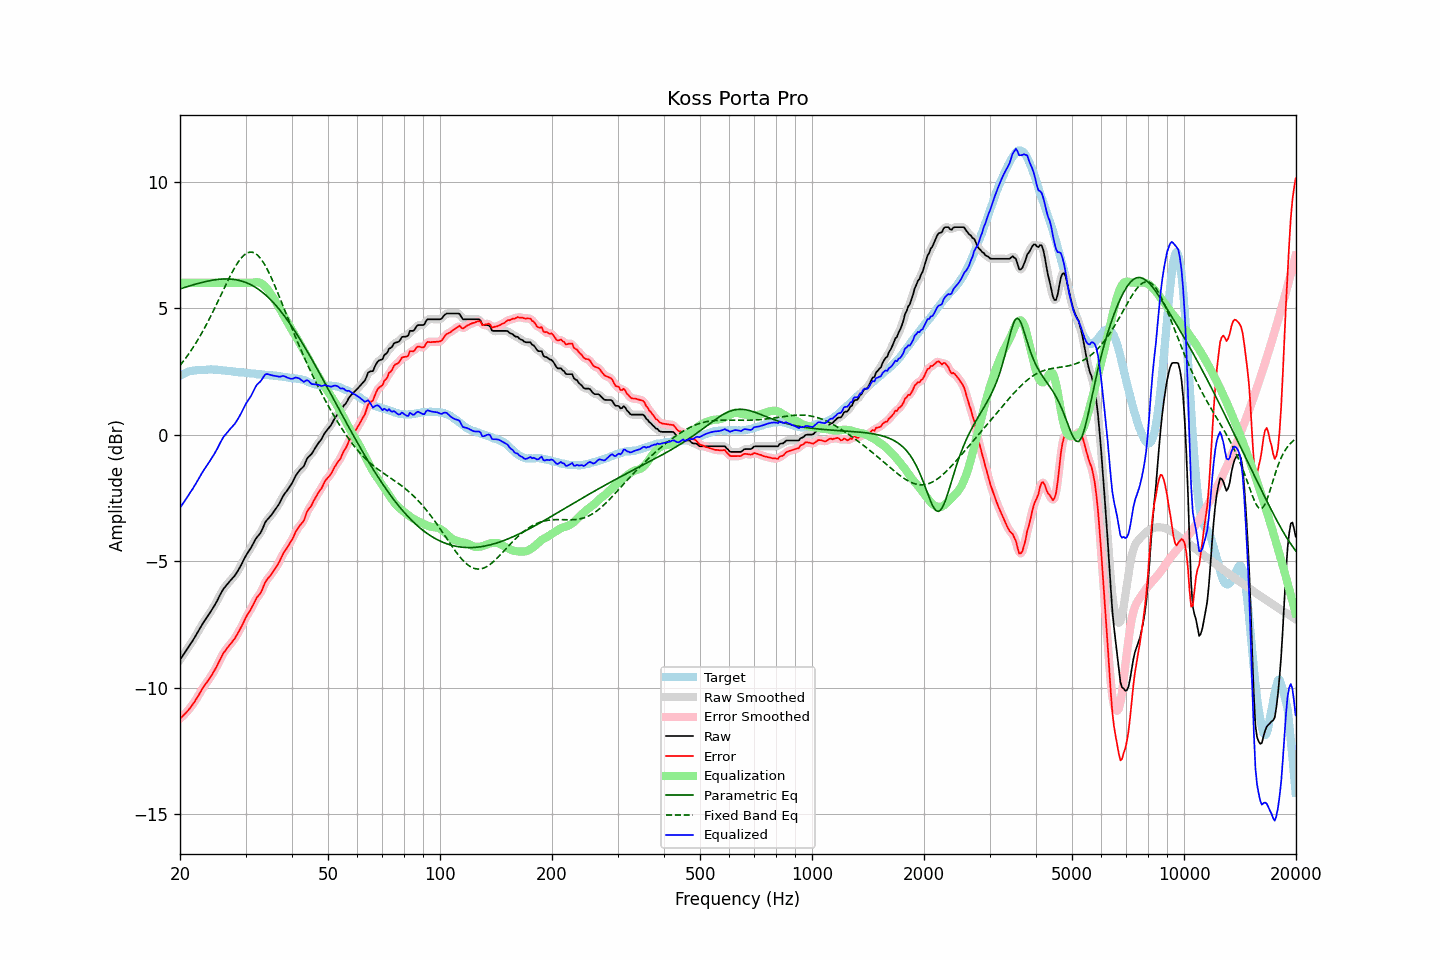 Koss Porta Pro
Amplitude (dBr)
10
5
0
−5
−10
−15
Target
Raw Smoothed
Error Smoothed
Raw
Error
Equalization
Parametric Eq
Fixed Band Eq
Equalized
20
50
100
200
500
1000
2000
5000
10000
20000
Frequency (Hz)